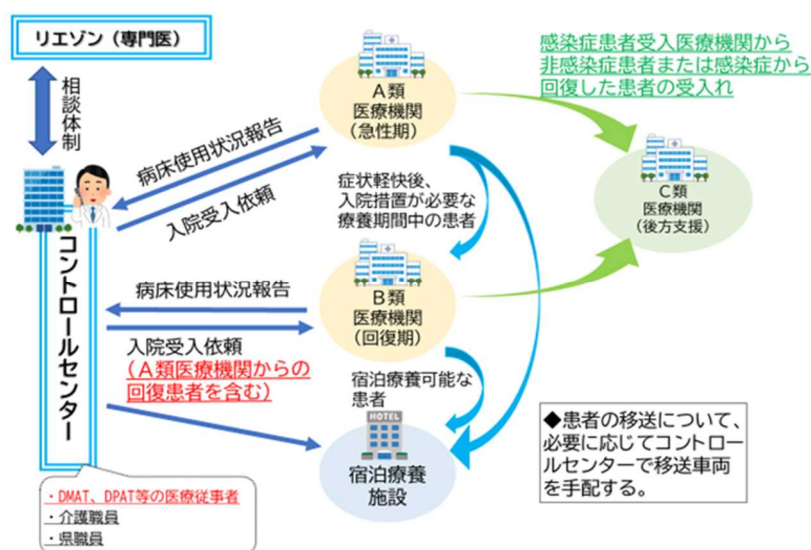 リエゾン（専門医）
相談体制
コントロールセンター
・DMAT、DPAT等の医療従事者
・介護職員
・県職員
病床使用状況報告
入院受入依頼
病床使用状況報告
入院受入依頼
（Ａ類医療機関からの
回復患者を含む）
Ａ類
医療機関
（急性期）
症状軽快後、
入院措置が必要な
療養期間中の患者
Ｂ類
医療機関
（回復期）
宿泊療養可能な
患者
HOTEL
宿泊療養
施設
感染症患者受入医療機関から
非感染症患者または感染症から
回復した患者の受入れ
Ｃ類
医療機関
（後方支援）
◆患者の移送について、
必要に応じてコントロー
ルセンターで移送車両
を手配する。